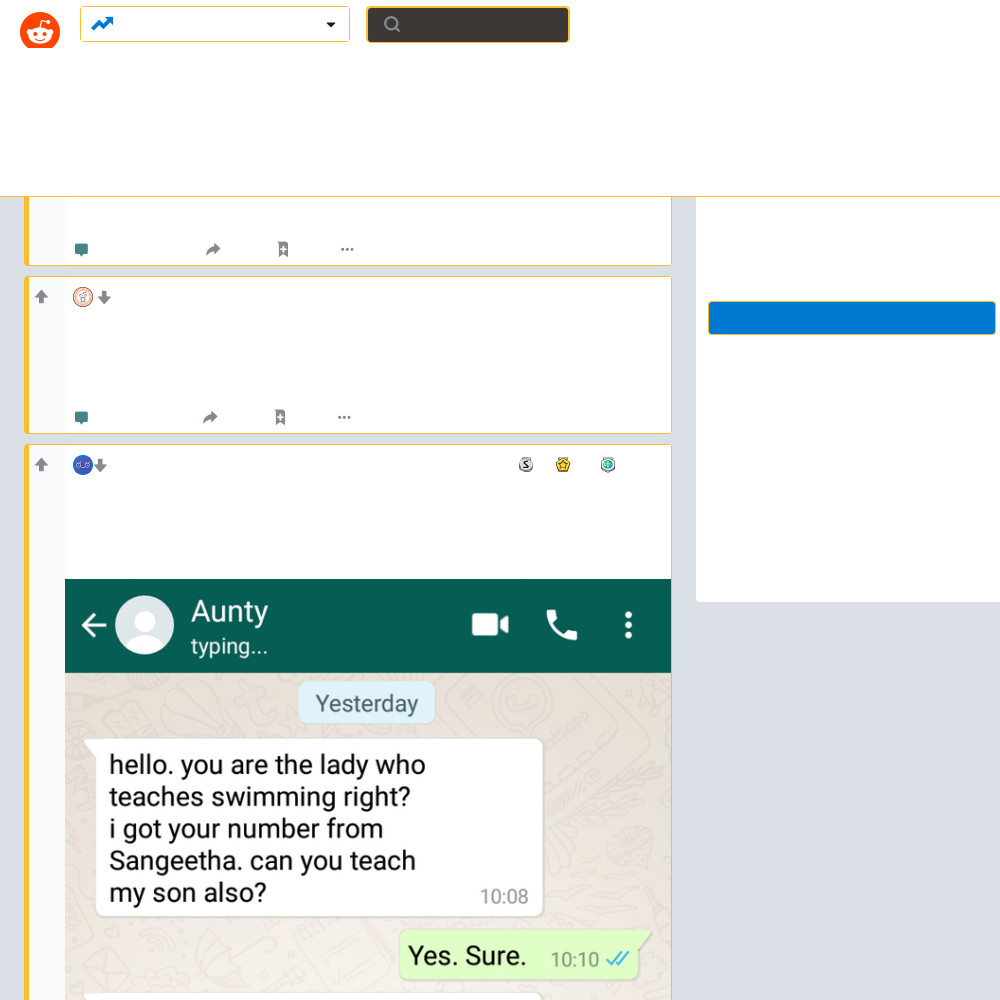 Aunty
typing...
Yesterday
hello. you are the lady who
teaches swimming right?
i got your number from
Sangeetha. can you teach
my son also?
10:08
Yes. Sure. 10:10